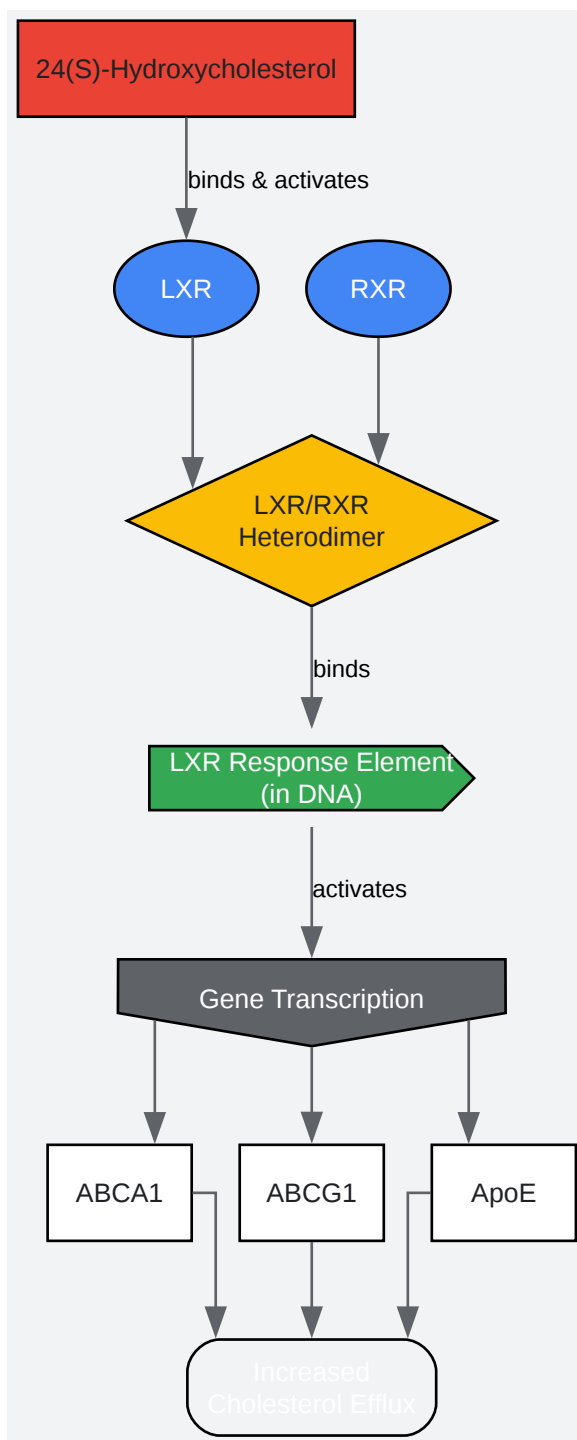 24(S)-Hydroxycholesterol
binds & activates
LXR
RXR
LXR/RXR
Heterodimer
binds
LXR Response Element
(in DNA)
activates
Gene Transcription
ABCA1
ABCG1
ApoE
Increased
Cholesterol Efflux